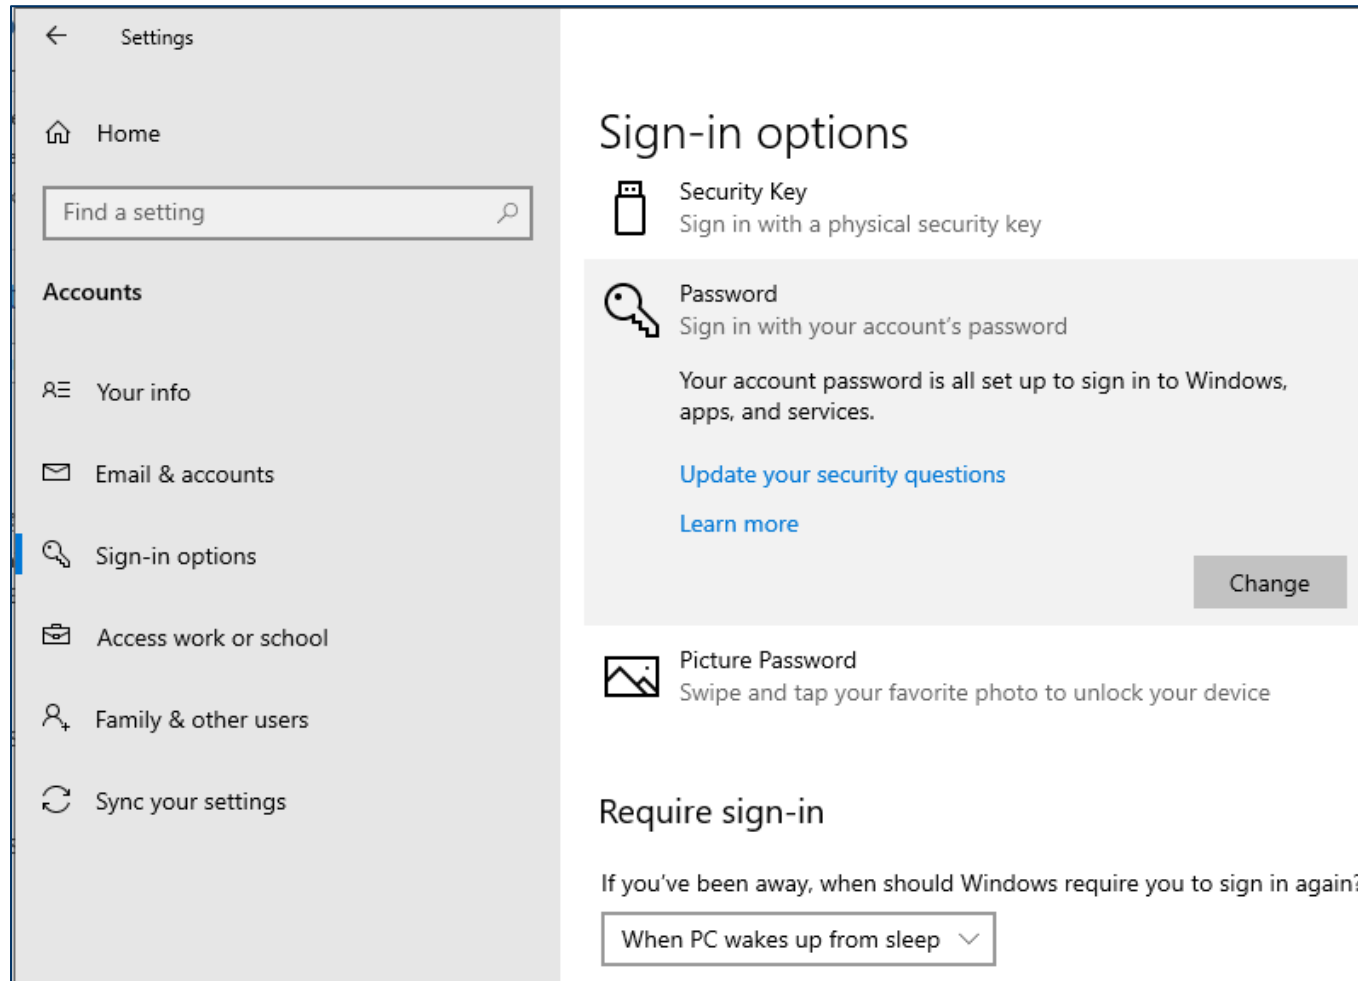 Settings
Home
Find a setting
Accounts
Your info
Email & accounts
Sign-in options
Access work or school
Family & other users
Sync your settings
Sign-in options
Security Key
Sign in with a physical security key
Password
Sign in with your account's password
Your account password is all set up to sign in to Windows,
apps, and services.
Update your security questions
Learn more
Change
Picture Password
Swipe and tap your favorite photo to unlock your device
Require sign-in
If you've been away, when should Windows require you to sign in again?
When PC wakes up from sleep